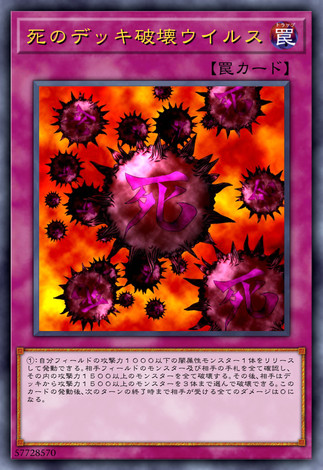 死のデッキ破壊ウイルス
トラップ
罠
【罠カード】
死
死
①:自分フィールドの攻撃力1000以下の闇属性モンスター1体をリリース
して発動できる。相手フィールドのモンスター及び相手の手札を全て確認し、
その内の攻撃力1500以上のモンスターを全て破壊する。その後、相手はデ
ッキから攻撃力1500以上のモンスターを3体まで選んで破壊できる。この
カードの発動後、次のターンの終了時まで相手が受ける全てのダメージは0に
なる。
57728570